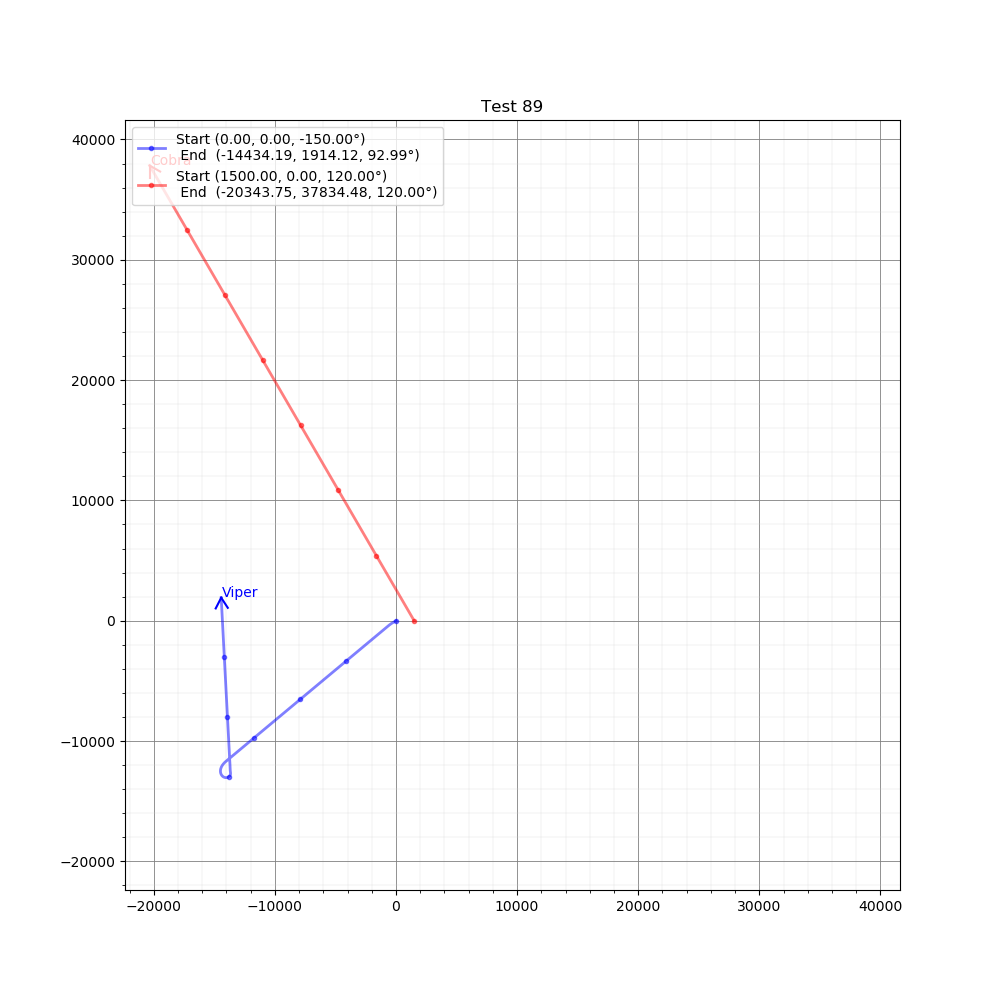 Test 89
Start (0.00, 0.00, -150.00°)
End  (-14434.19, 1914.12, 92.99°)
Start (1500.00, 0.00, 120.00°)
End  (-20343.75, 37834.48, 120.00°)
Cobra
Viper
40000
30000
20000
10000
0
−10000
−20000
−20000
−10000
0
10000
20000
30000
40000